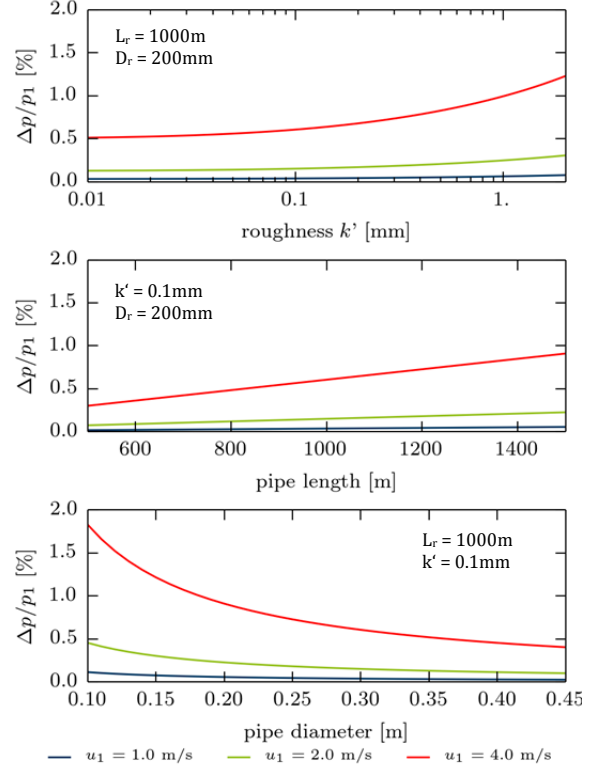 2.0
1.5
1.0
0.5
0.0
Δp/p₁ [%]
Lᵣ = 1000m
Dᵣ = 200mm
0.01 0.1 1.
roughness k’ [mm]
2.0
1.5
1.0
0.5
0.0
Δp/p₁ [%]
k‘ = 0.1mm
Dᵣ = 200mm
600 800 1000 1200 1400
pipe length [m]
2.0
1.5
1.0
0.5
0.0
Δp/p₁ [%]
Lᵣ = 1000m
k‘ = 0.1mm
0.10 0.15 0.20 0.25 0.30 0.35 0.40 0.45
pipe diameter [m]
u₁ = 1.0 m/s u₁ = 2.0 m/s u₁ = 4.0 m/s